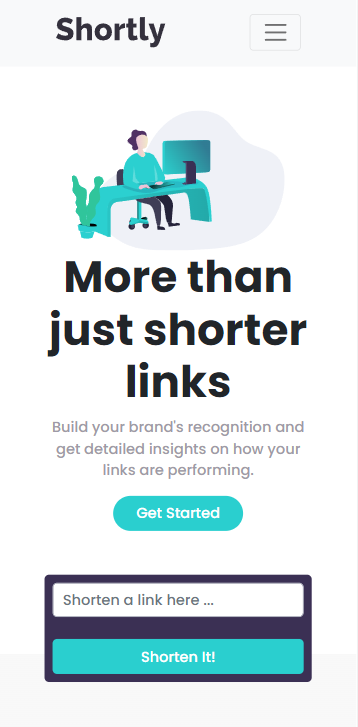 Shortly
More than
just shorter
links
Build your brand's recognition and
get detailed insights on how your
links are performing.
Get Started
Shorten a link here ...
Shorten It!